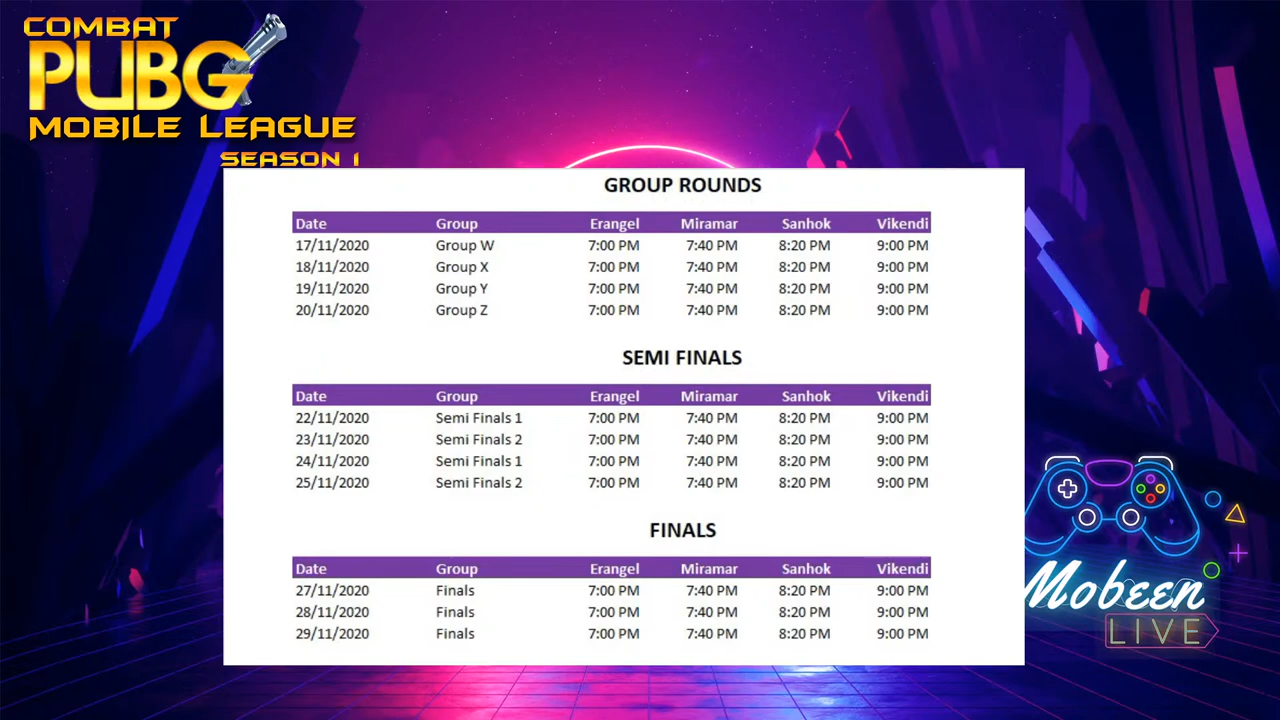 COMBAT
PUBG
MOBILE LEAGUE
SEASON 1
GROUP ROUNDS
Date Group Erangel Miramar Sanhok Vikendi
17/11/2020 Group W 7:00 PM 7:40 PM 8:20 PM 9:00 PM
18/11/2020 Group X 7:00 PM 7:40 PM 8:20 PM 9:00 PM
19/11/2020 Group Y 7:00 PM 7:40 PM 8:20 PM 9:00 PM
20/11/2020 Group Z 7:00 PM 7:40 PM 8:20 PM 9:00 PM
SEMI FINALS
Date Group Erangel Miramar Sanhok Vikendi
22/11/2020 Semi Finals 1 7:00 PM 7:40 PM 8:20 PM 9:00 PM
23/11/2020 Semi Finals 2 7:00 PM 7:40 PM 8:20 PM 9:00 PM
24/11/2020 Semi Finals 1 7:00 PM 7:40 PM 8:20 PM 9:00 PM
25/11/2020 Semi Finals 2 7:00 PM 7:40 PM 8:20 PM 9:00 PM
FINALS
Date Group Erangel Miramar Sanhok Vikendi
27/11/2020 Finals 7:00 PM 7:40 PM 8:20 PM 9:00 PM
28/11/2020 Finals 7:00 PM 7:40 PM 8:20 PM 9:00 PM
29/11/2020 Finals 7:00 PM 7:40 PM 8:20 PM 9:00 PM
Mobeen
LIVE